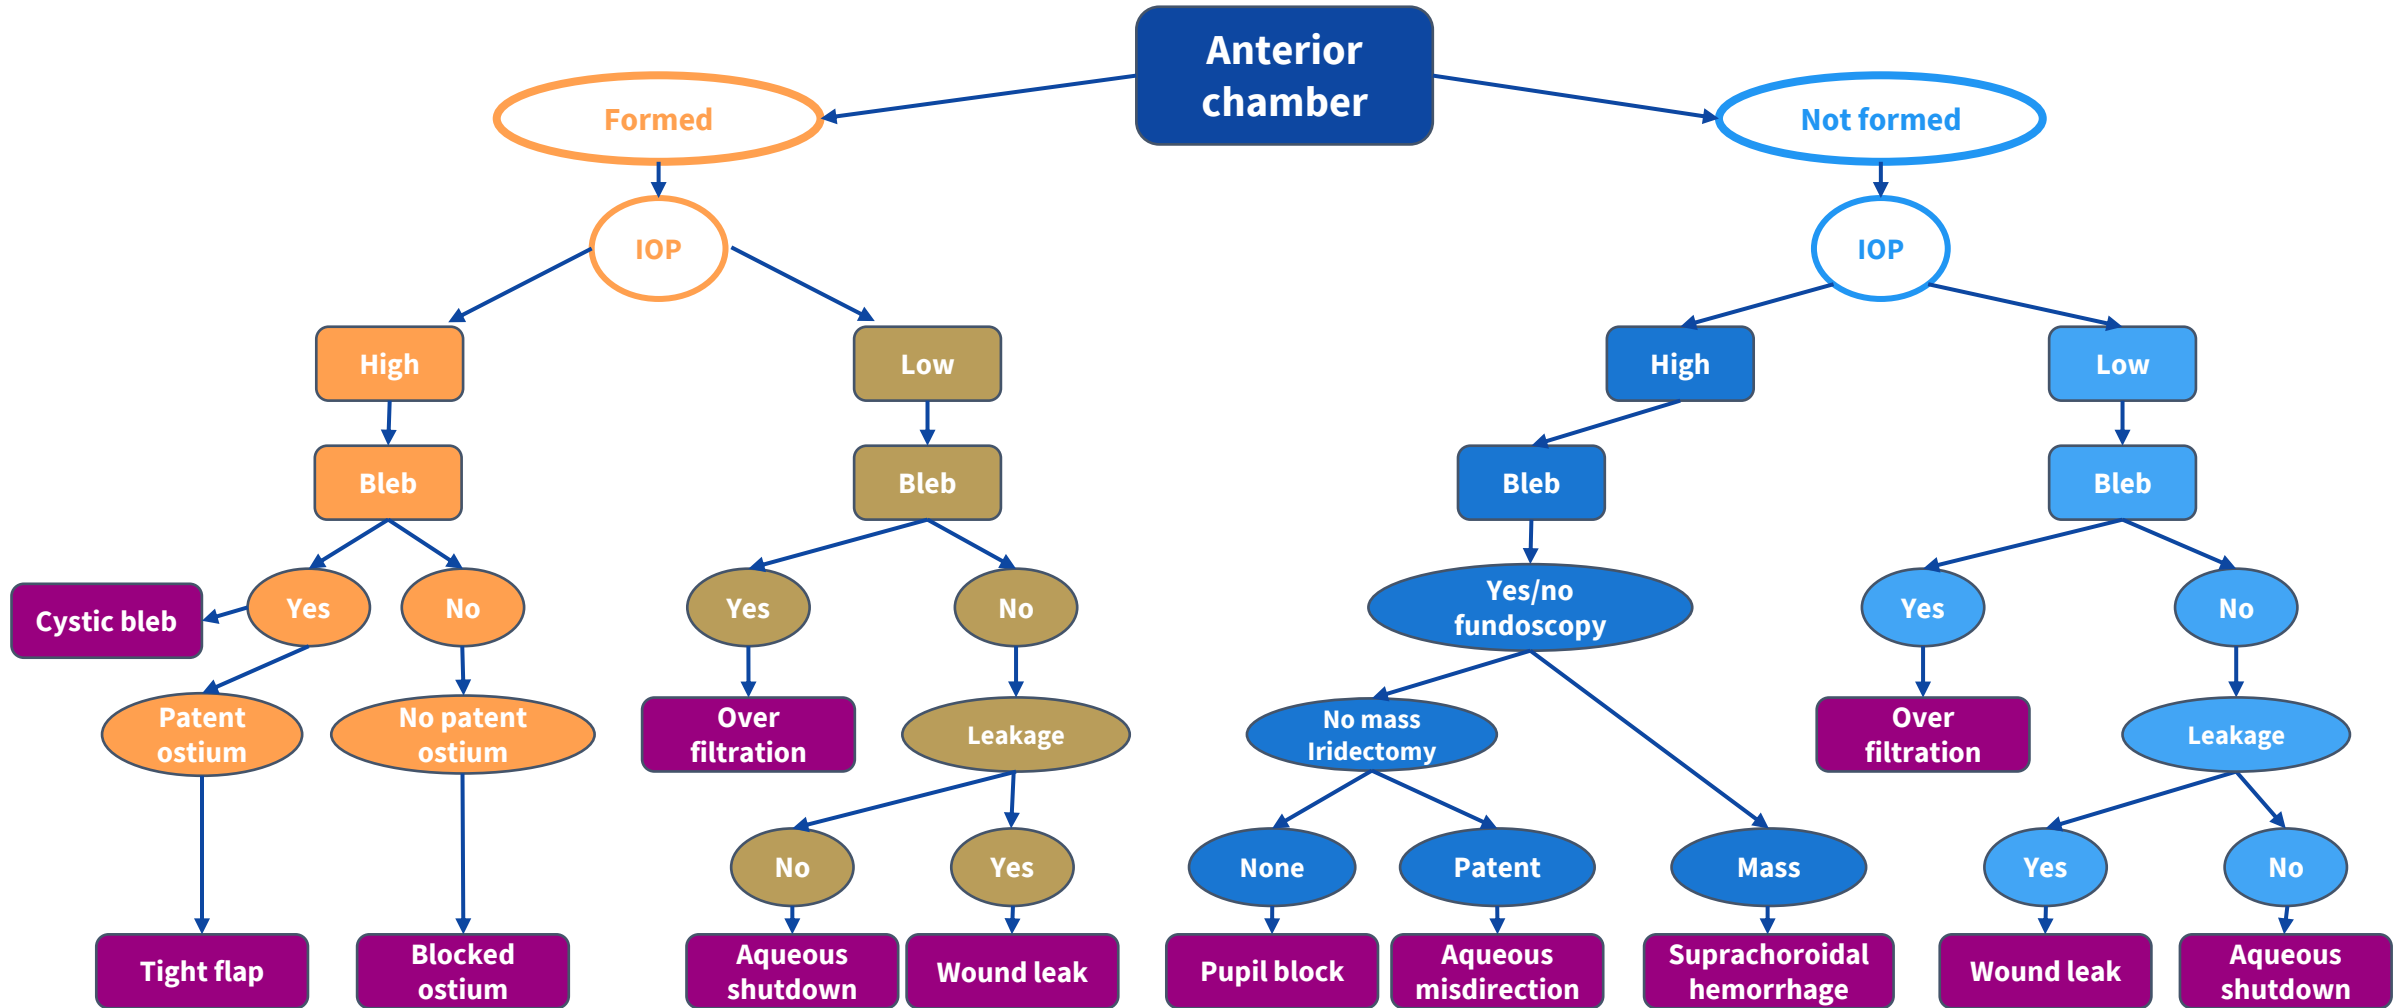 Anterior
chamber
Formed
Not formed
IOP
IOP
High
Low
High
Low
Bleb
Bleb
Bleb
Bleb
Cystic bleb
Yes
No
Yes
No
Yes/no
fundoscopy
Yes
No
Patent
ostium
No patent
ostium
Over
filtration
Leakage
No mass
Iridectomy
Over
filtration
Leakage
No
Yes
None
Patent
Mass
Yes
No
Tight flap
Blocked
ostium
Aqueous
shutdown
Wound leak
Pupil block
Aqueous
misdirection
Suprachoroidal
hemorrhage
Wound leak
Aqueous
shutdown